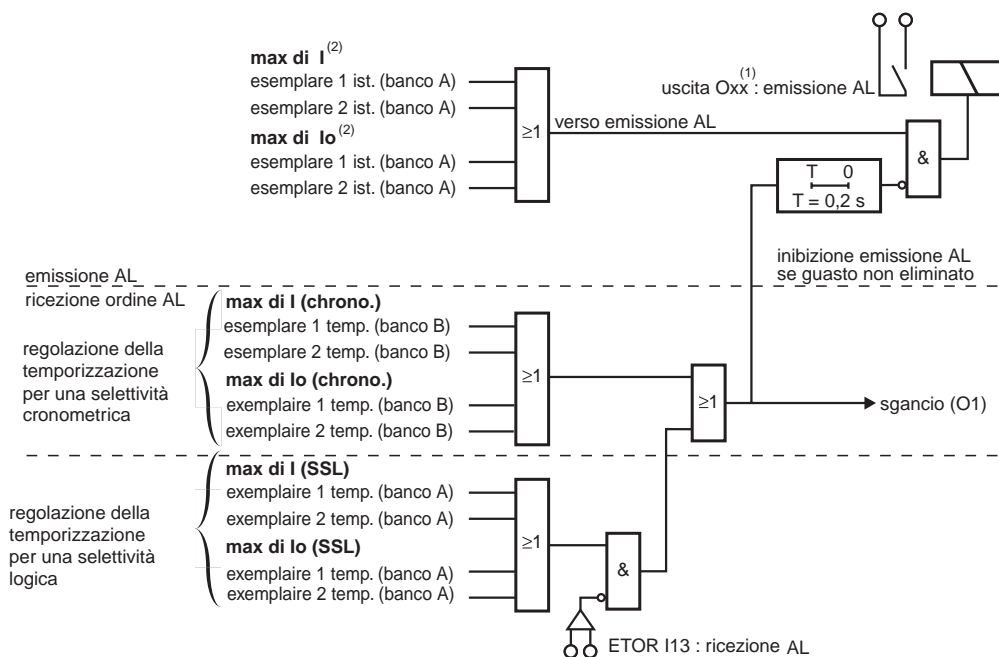 max di I (2)
esemplare 1 ist. (banco A)
esemplare 2 ist. (banco A)
max di Io (2)
esemplare 1 ist. (banco A)
esemplare 2 ist. (banco A)
≥1
verso emissione AL
uscita Oxx (1) : emissione AL
&
T 0
T = 0,2 s
inibizione emissione AL
se guasto non eliminato
emissione AL
ricezione ordine AL
regolazione della
temporizzazione
per una selettività
cronometrica
max di I (chrono.)
esemplare 1 temp. (banco B)
esemplare 2 temp. (banco B)
max di Io (chrono.)
exemplaire 1 temp. (banco B)
exemplaire 2 temp. (banco B)
≥1
≥1
sgancio (O1)
regolazione della
temporizzazione
per una selettività
logica
max di I (SSL)
exemplaire 1 temp. (banco A)
exemplaire 2 temp. (banco A)
max di Io (SSL)
exemplaire 1 temp. (banco A)
exemplaire 2 temp. (banco A)
≥1
&
ETOR I13 : ricezione AL